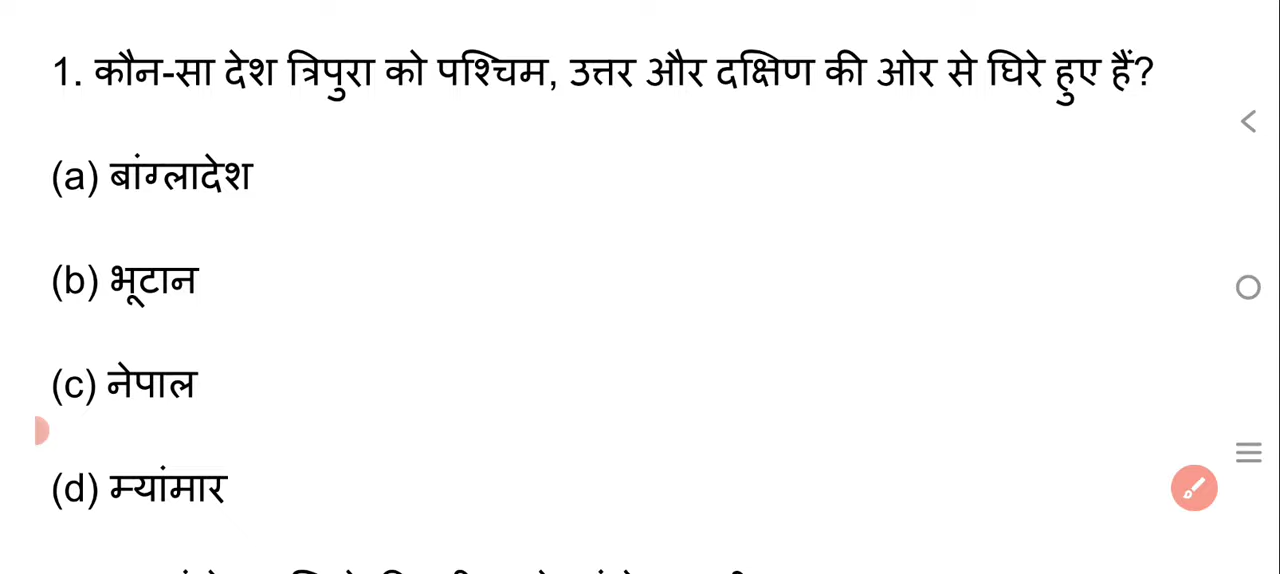 1. कौन-सा देश त्रिपुरा को पश्चिम, उत्तर और दक्षिण की ओर से घिरे हुए हैं?
(a) बांग्लादेश
(b) भूटान
(c) नेपाल
(d) म्यांमार